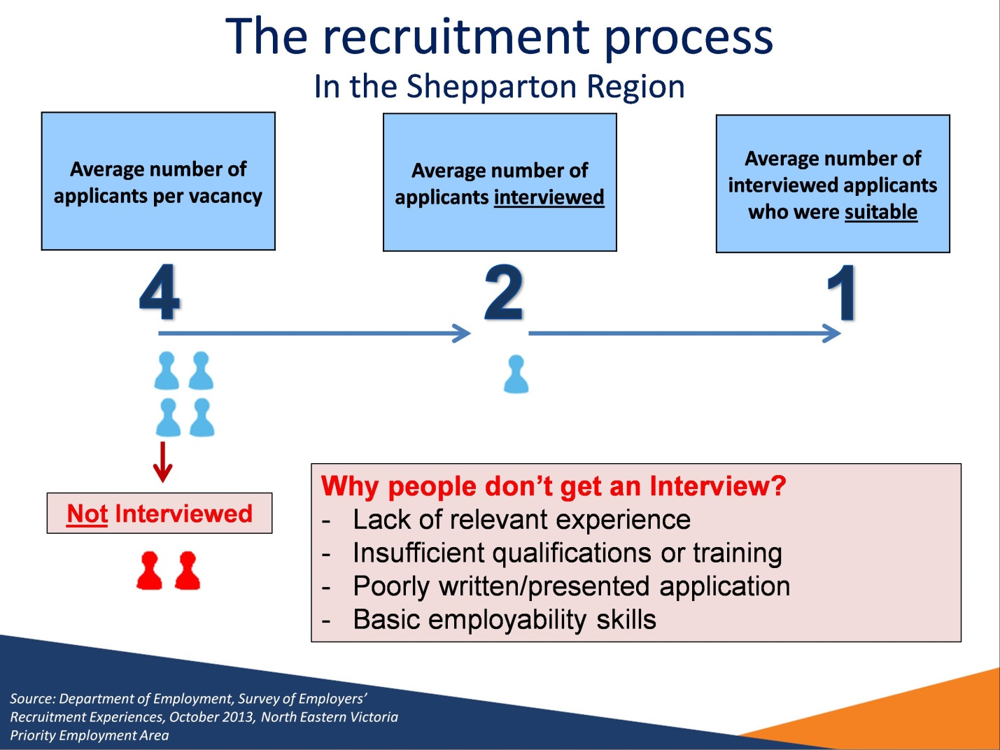 The recruitment process
In the Shepparton Region
Average number of
applicants per vacancy
4
Average number of
applicants interviewed
2
Average number of
interviewed applicants
who were suitable
1
Not Interviewed
Why people don’t get an Interview?
- Lack of relevant experience
- Insufficient qualifications or training
- Poorly written/presented application
- Basic employability skills
Source: Department of Employment, Survey of Employers’
Recruitment Experiences, October 2013, North Eastern Victoria
Priority Employment Area